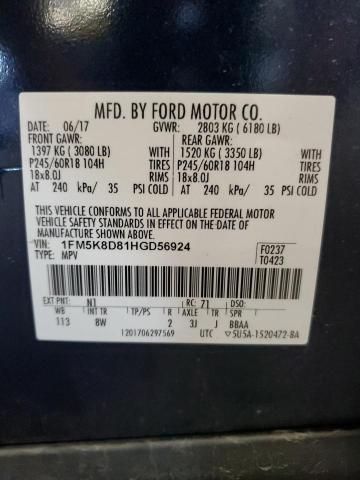 MFD. BY FORD MOTOR CO.
DATE: 06/17 GVWR: 2803 KG ( 6180 LB)
FRONT GAWR: REAR GAWR:
1397 KG ( 3080 LB) 1520 KG ( 3350 LB)
P245/60R18 104H TIRES P245/60R18 104H TIRES
18x8.0J RIMS 18x8.0J RIMS
AT 240 kPa/ 35 PSI COLD AT 240 kPa/ 35 PSI COLD
THIS VEHICLE CONFORMS TO ALL APPLICABLE FEDERAL MOTOR
VEHICLE SAFETY STANDARDS IN EFFECT ON THE DATE OF
MANUFACTURE SHOWN ABOVE.
VIN: 1FM5K8D81HGD56924 F0237
TYPE: MPV T0423
EXT PNT: N1 RC: 71 DSO:
WB INT TR TP/PS R AXLE TR SPR
113 8W 2 3J J BBAA
1201706297569 UTC ▽5U5A-1520472-BA